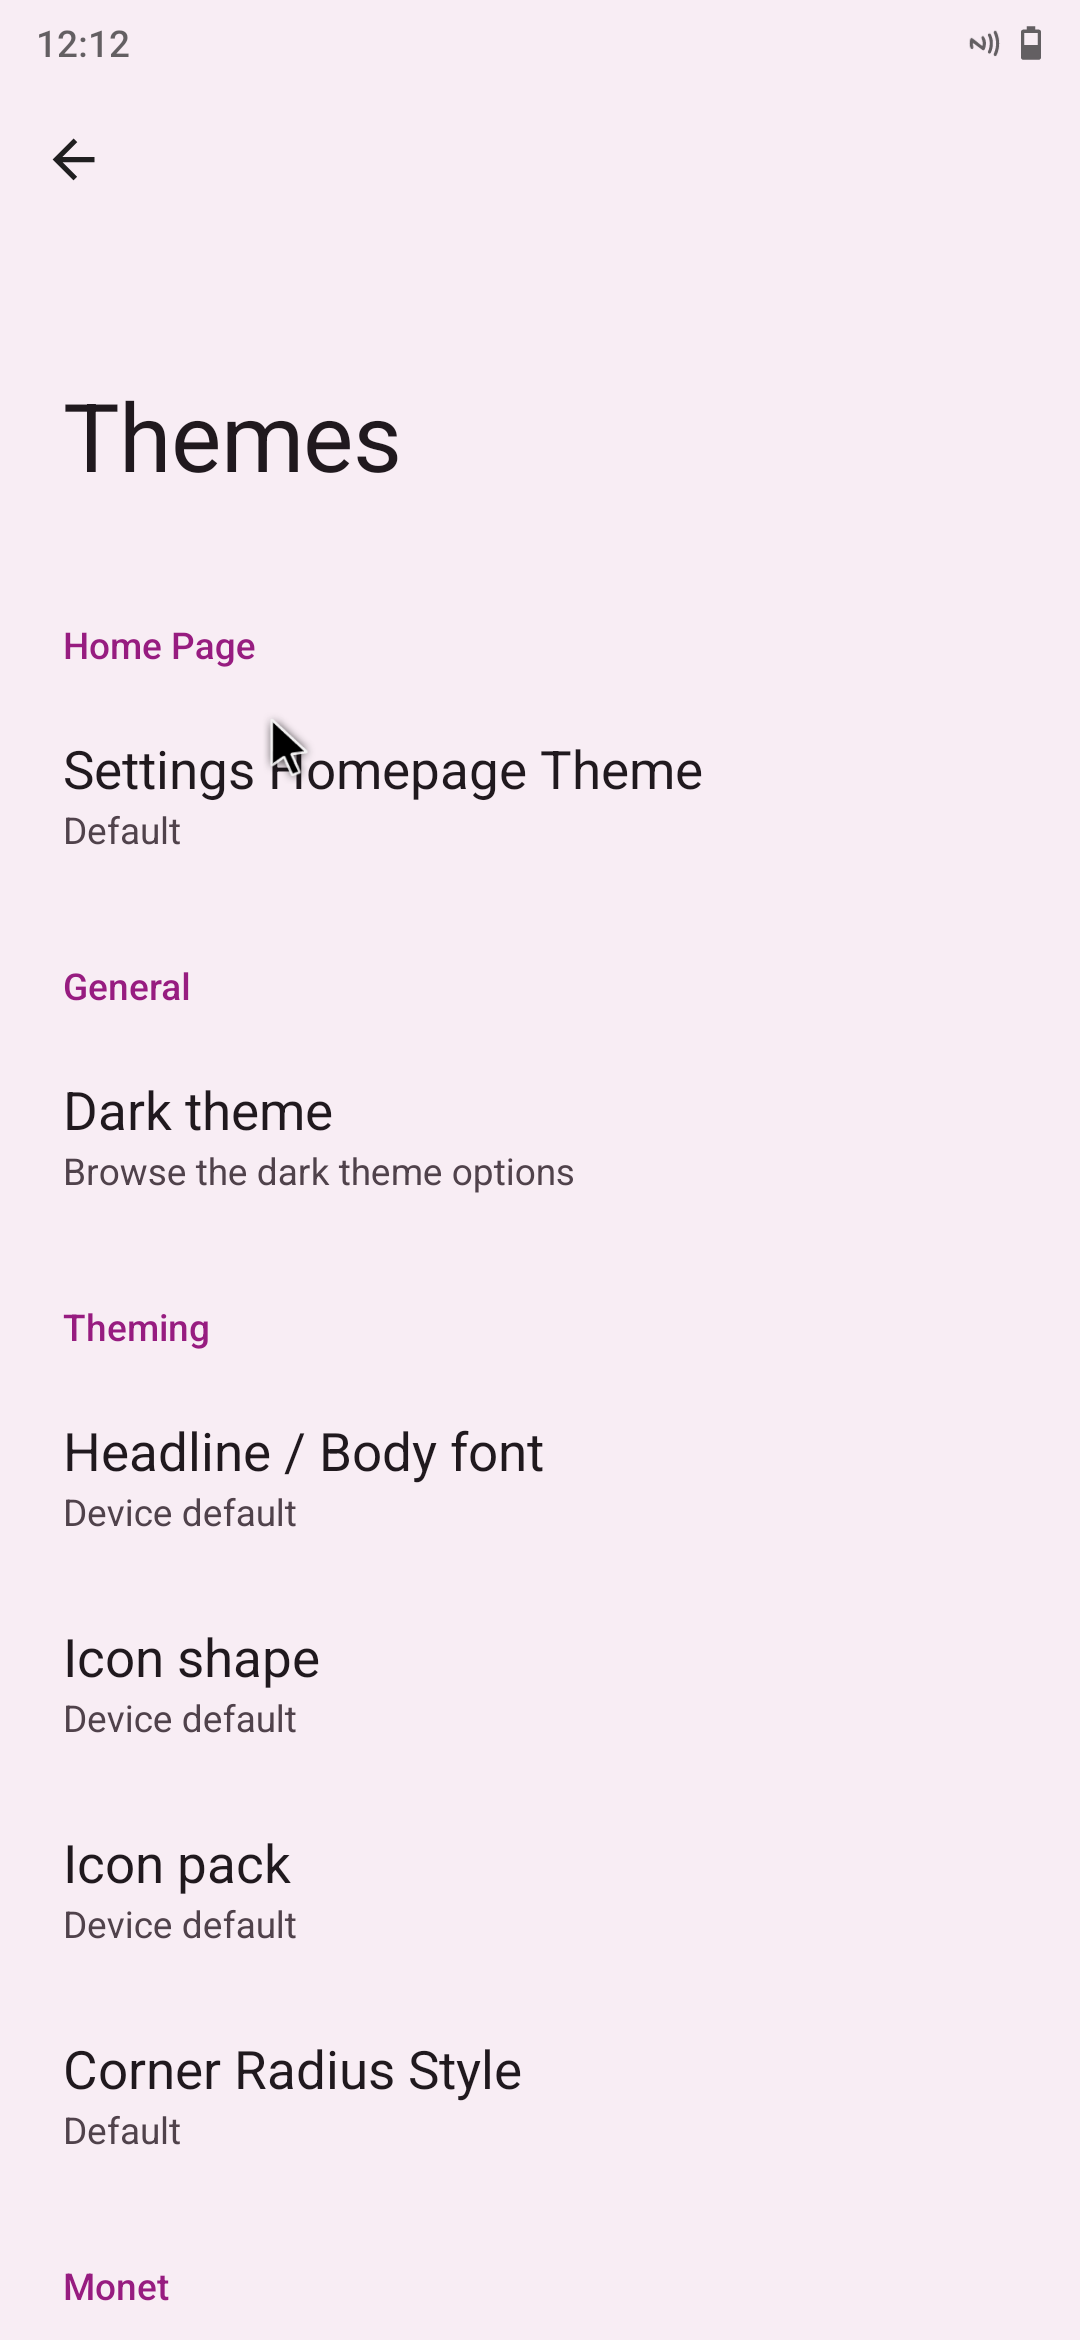 12:12
Themes
Home Page
Settings Homepage Theme
Default
General
Dark theme
Browse the dark theme options
Theming
Headline / Body font
Device default
Icon shape
Device default
Icon pack
Device default
Corner Radius Style
Default
Monet